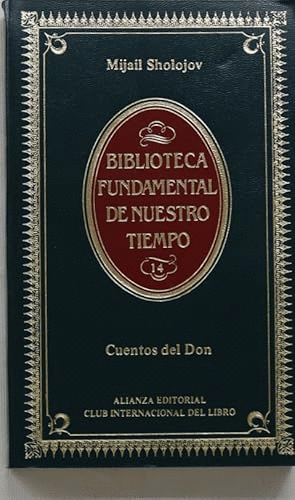 Mijail Sholojov
BIBLIOTECA
FUNDAMENTAL
DE NUESTRO
TIEMPO
14
Cuentos del Don
ALIANZA EDITORIAL
CLUB INTERNACIONAL DEL LIBRO